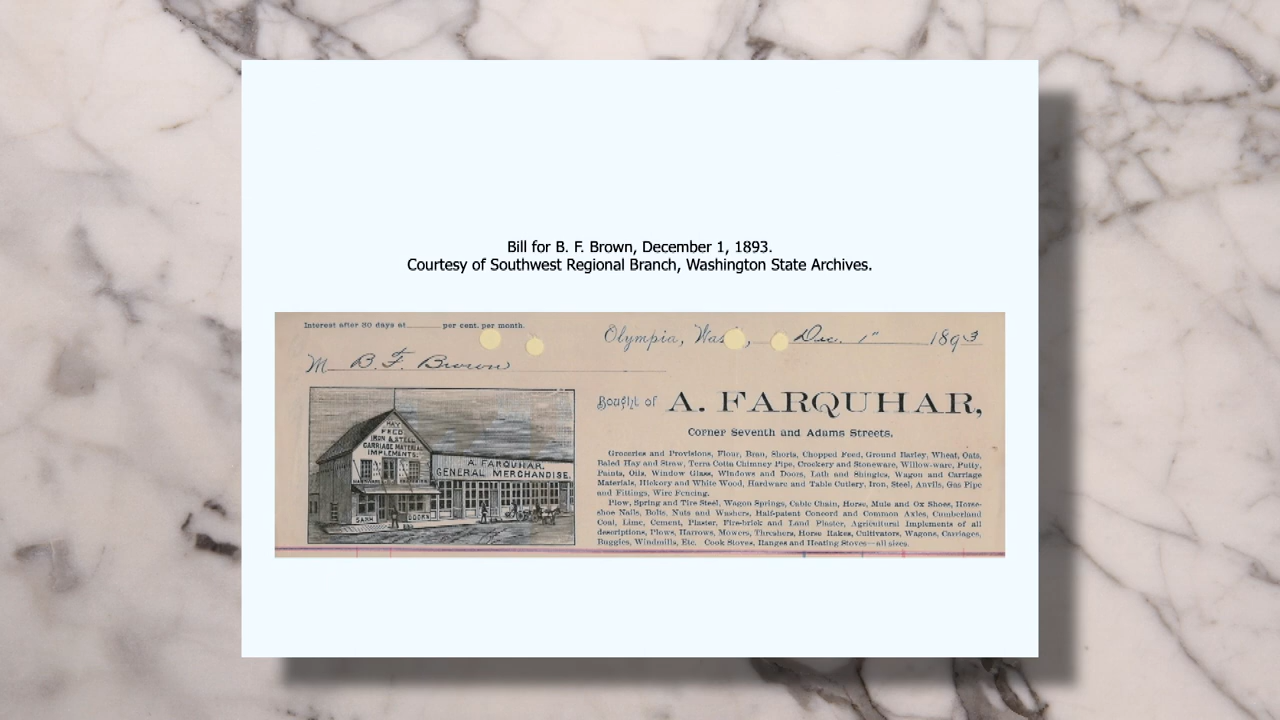 Bill for B. F. Brown, December 1, 1893.
Courtesy of Southwest Regional Branch, Washington State Archives.
Interest after 30 days at ______ per cent. per month.
Olympia, Was , Dec. 1" 1893
M B. F. Brown
Bought of A. FARQUHAR,
Corner Seventh and Adams Streets.
Groceries and Provisions, Flour, Bran, Shorts, Chopped Feed, Ground Barley, Wheat, Oats,
Baled Hay and Straw, Terra Cotta Chimney Pipe, Crockery and Stoneware, Willow-ware, Putty,
Paints, Oils, Window Glass, Windows and Doors, Lath and Shingles, Wagon and Carriage
Materials, Hickory and White Wood, Hardware and Table Cutlery, Iron, Steel, Anvils, Gas Pipe
and Fittings, Wire Fencing.
Plow, Spring and Tire Steel, Wagon Springs, Cable Chain, Horse, Mule and Ox Shoes, Horse-
shoe Nails, Bolts, Nuts and Washers, Half-patent Concord and Common Axles, Cumberland
Coal, Lime, Cement, Plaster, Fire-brick and Land Plaster, Agricultural Implements of all
descriptions, Plows, Harrows, Mowers, Threshers, Horse Rakes, Cultivators, Wagons, Carriages,
Buggies, Windmills, Etc. Cook Stoves, Ranges and Heating Stoves—all sizes.
HAY
FEED
IRON & STEEL
CARRIAGE MATERIAL
IMPLEMENTS.
HARDWARE GROCERIES
SASH DOORS
A. FARQUHAR.
GENERAL MERCHANDISE.